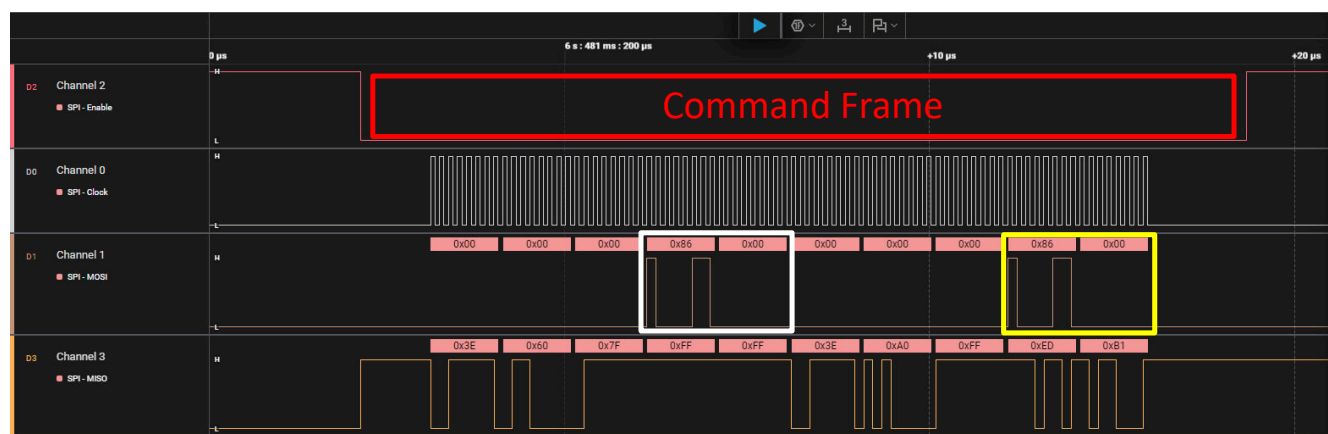 3
6 s : 481 ms : 200 µs
0 µs +10 µs +20 µs
H
D2 Channel 2
SPI - Enable
Command Frame
L
H
D0 Channel 0
SPI - Clock
L
0x00 0x00 0x00 0x86 0x00 0x00 0x00 0x00 0x86 0x00
D1 Channel 1
H
SPI - MOSI
L
0x3E 0x60 0x7F 0xFF 0xFF 0x3E 0xA0 0xFF 0xED 0xB1
D3 Channel 3
H
SPI - MISO
L